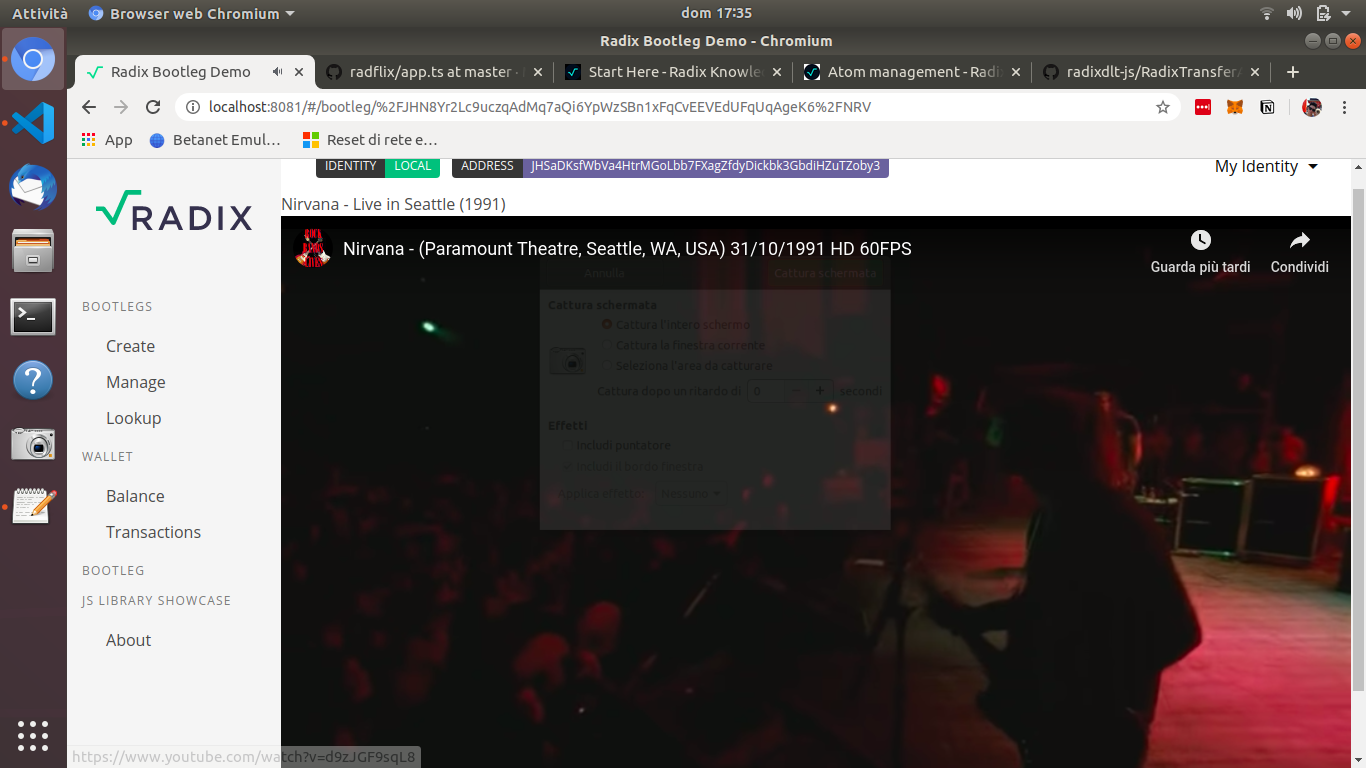 Attività Browser web Chromium dom 17:35
Radix Bootleg Demo - Chromium
Radix Bootleg Demo radflix/app.ts at master · Start Here - Radix Knowle Atom management - Radi radixdlt-js/RadixTransferA
localhost:8081/#/bootleg/%2FJHN8Yr2Lc9uczqAdMq7aQi6YpWzSBn1xFqCvEEVEdUFqUqAgeK6%2FNRV
App Betanet Emul... Reset di rete e...
IDENTITY LOCAL ADDRESS JHSaDKsfWbVa4HtrMGoLbb7FXagZfdyDickbk3GbdiHZuTZoby3 My Identity
RADIX
Nirvana - Live in Seattle (1991)
Nirvana - (Paramount Theatre, Seattle, WA, USA) 31/10/1991 HD 60FPS
Guarda più tardi Condividi
Annulla Cattura schermata
Cattura schermata
Cattura l'intero schermo
Cattura la finestra corrente
Seleziona l'area da catturare
Cattura dopo un ritardo di 0 - + secondi
Effetti
Includi puntatore
Includi il bordo finestra
Applica effetto: Nessuno
BOOTLEGS
Create
Manage
Lookup
WALLET
Balance
Transactions
BOOTLEG
JS LIBRARY SHOWCASE
About
https://www.youtube.com/watch?v=d9zJGF9sqL8